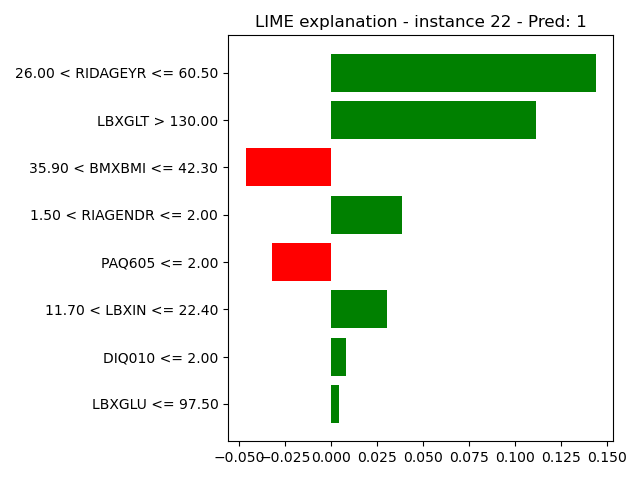 LIME explanation - instance 22 - Pred: 1
26.00 < RIDAGEYR <= 60.50
LBXGLT > 130.00
35.90 < BMXBMI <= 42.30
1.50 < RIAGENDR <= 2.00
PAQ605 <= 2.00
11.70 < LBXIN <= 22.40
DIQ010 <= 2.00
LBXGLU <= 97.50
−0.050 −0.025 0.000 0.025 0.050 0.075 0.100 0.125 0.150